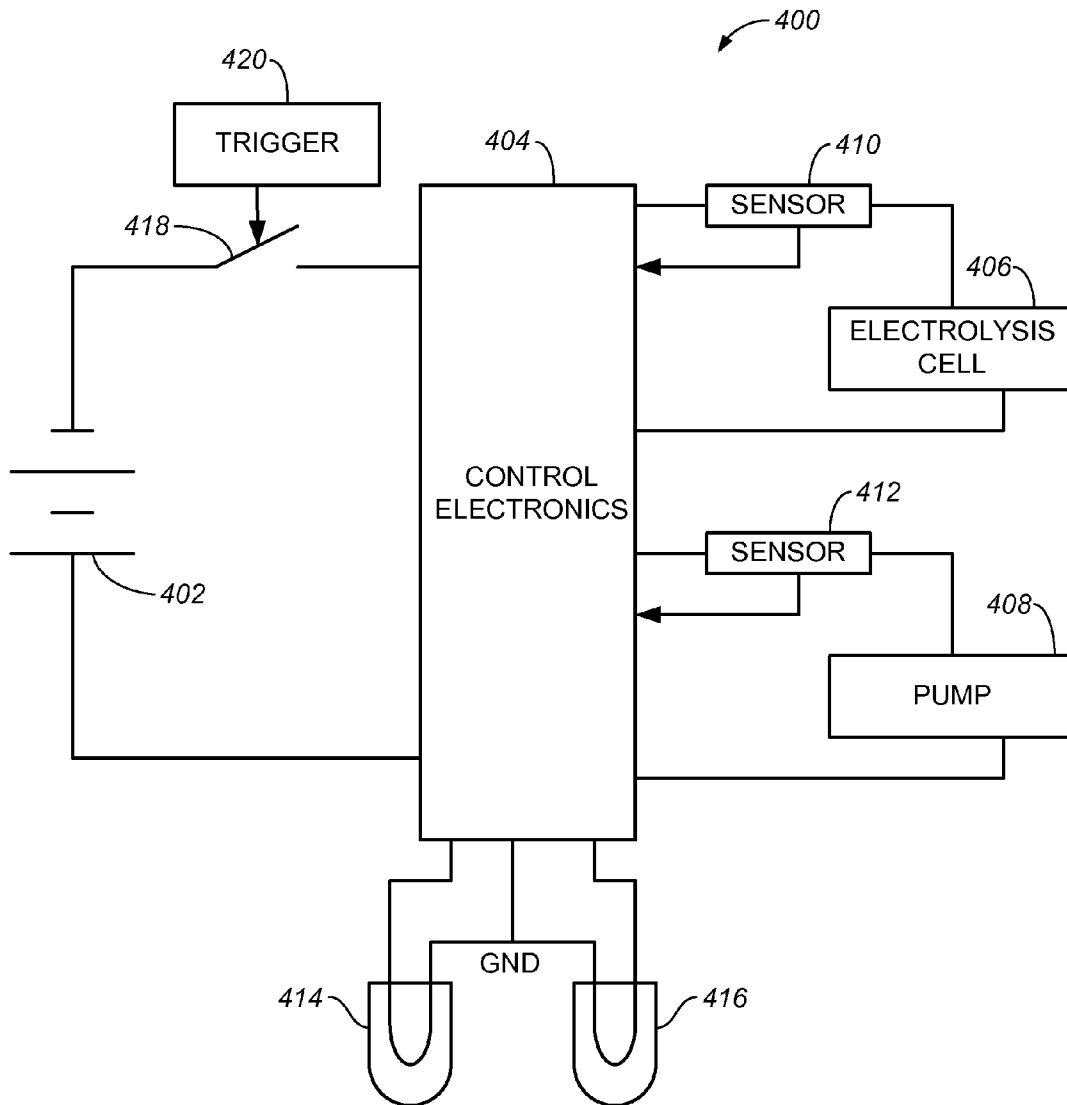 400
420
TRIGGER
404
410
SENSOR
418
406
ELECTROLYSIS
CELL
CONTROL
ELECTRONICS
412
SENSOR
402
408
PUMP
GND
414
416